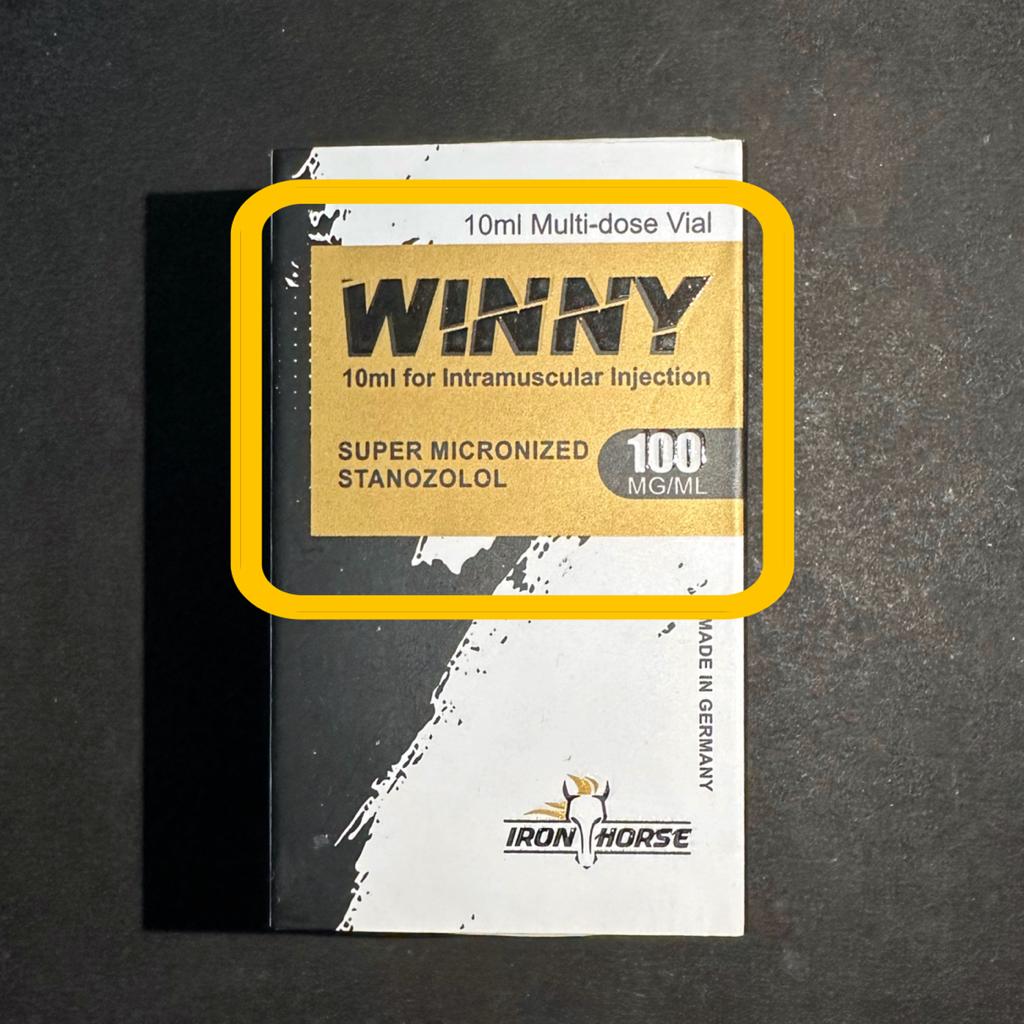 10ml Multi-dose Vial
WINNY
10ml for Intramuscular Injection
SUPER MICRONIZED
STANOZOLOL
100
MG/ML
MADE IN GERMANY
IRON HORSE